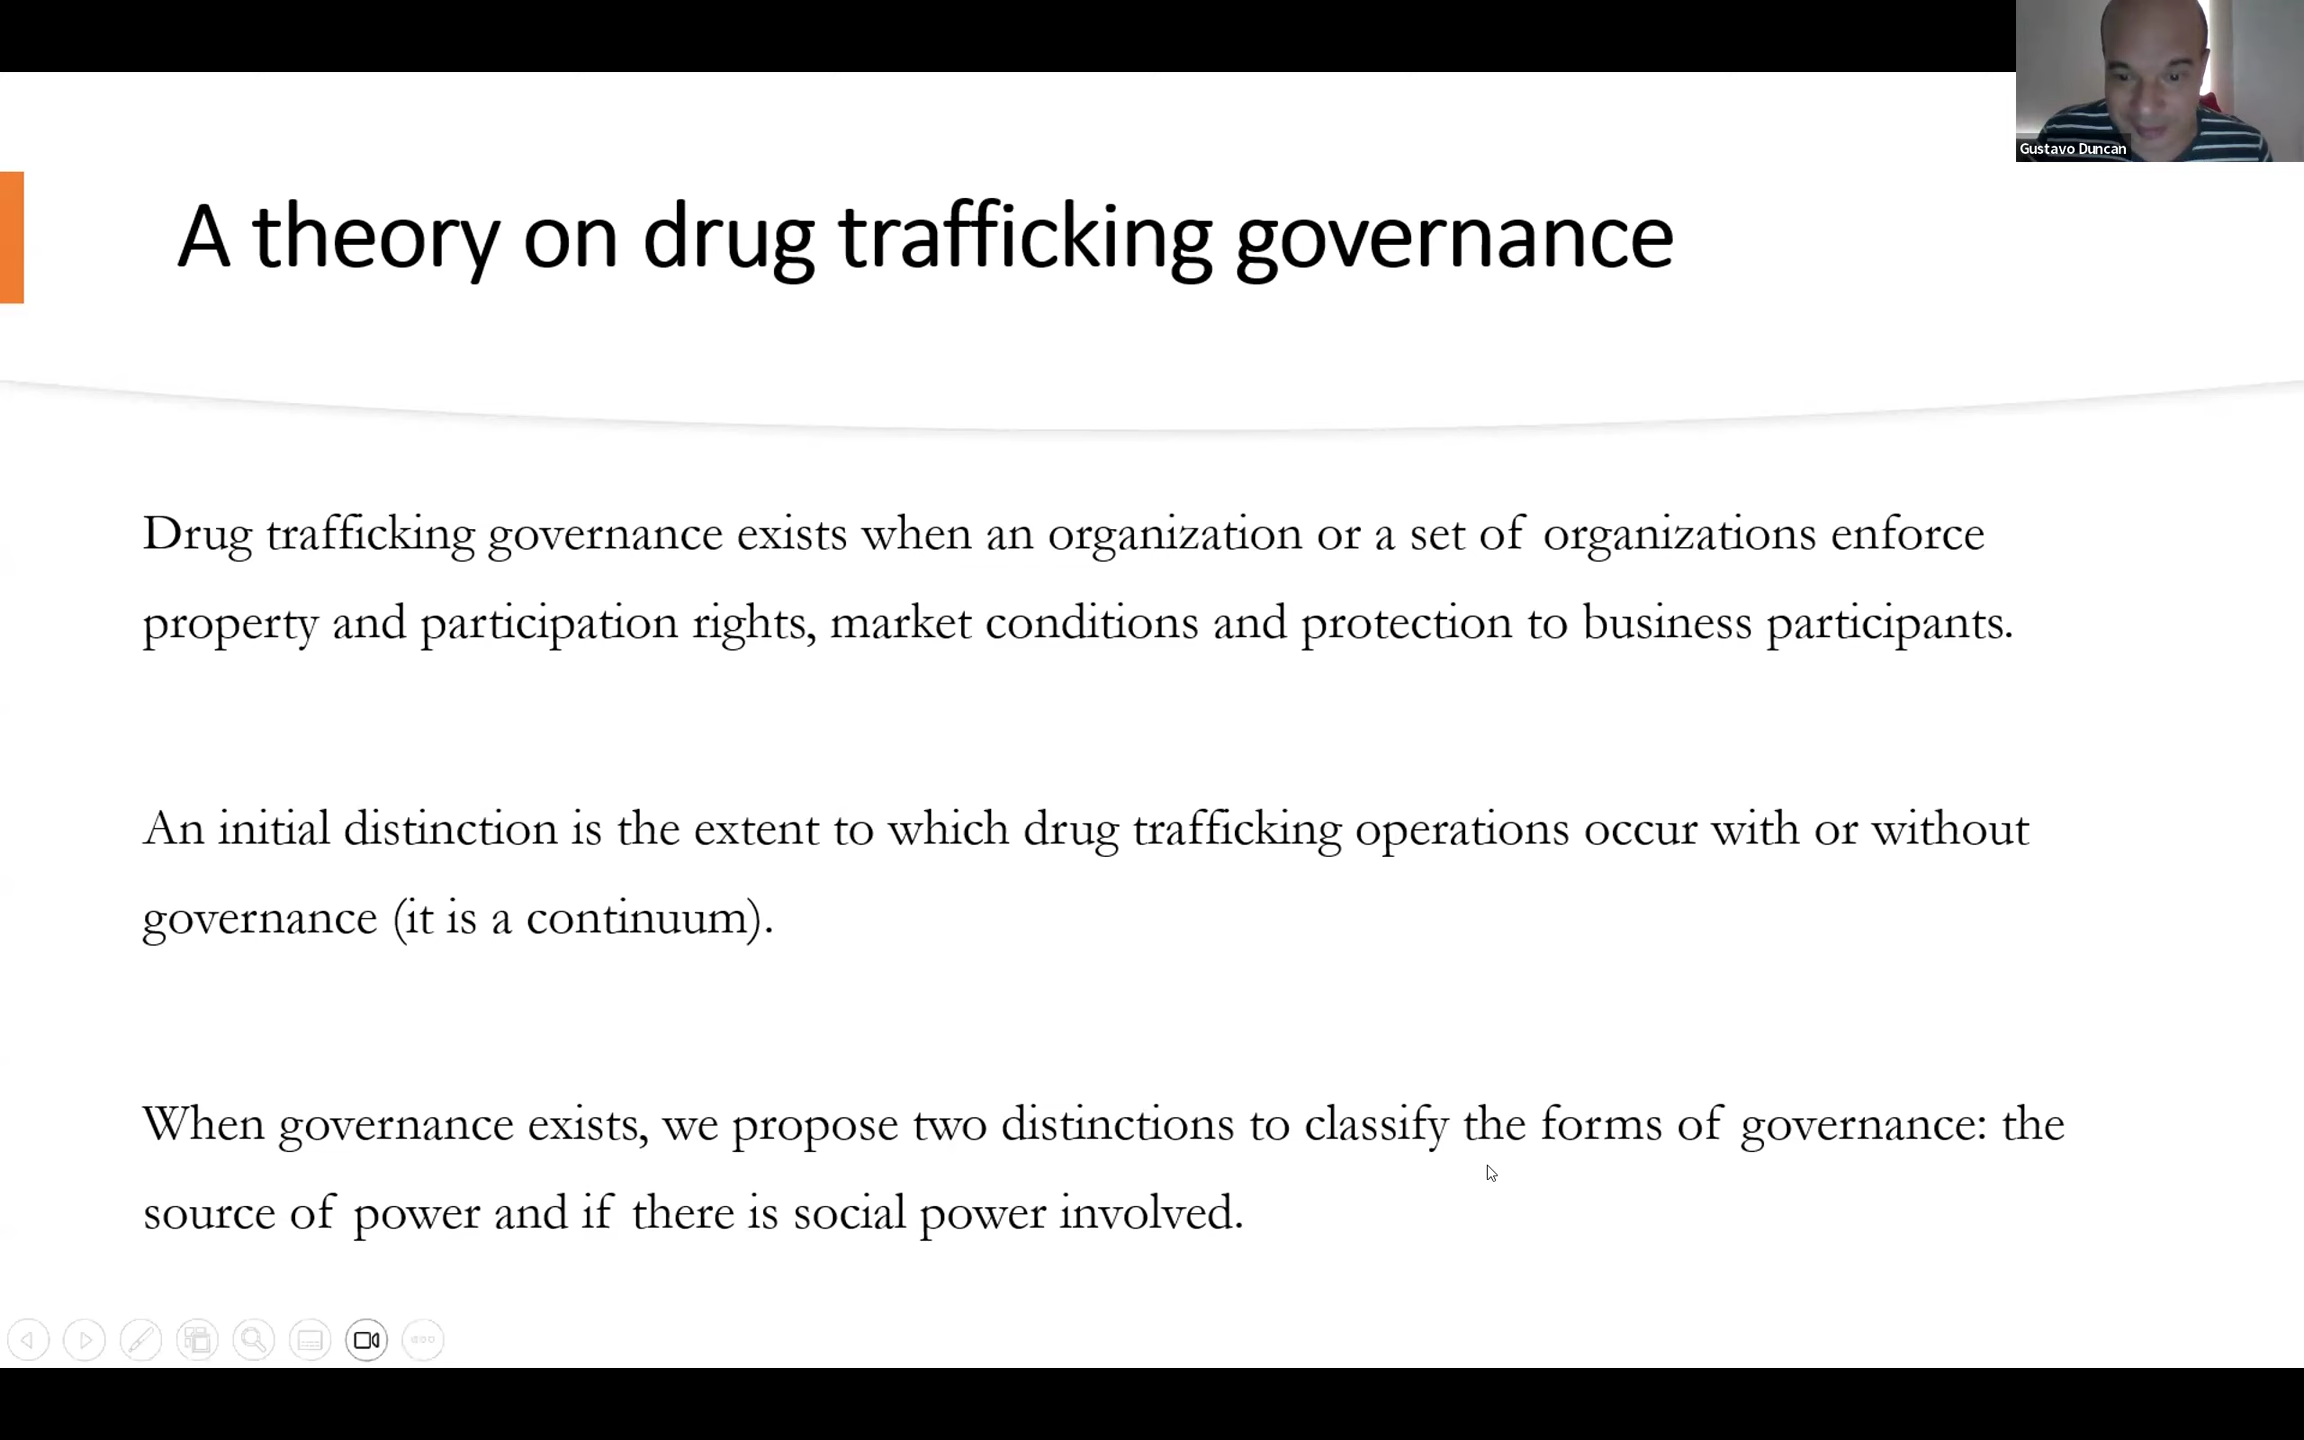 Gustavo Duncan
A theory on drug trafficking governance
Drug trafficking governance exists when an organization or a set of organizations enforce
property and participation rights, market conditions and protection to business participants.
An initial distinction is the extent to which drug trafficking operations occur with or without
governance (it is a continuum).
When governance exists, we propose two distinctions to classify the forms of governance: the
source of power and if there is social power involved.